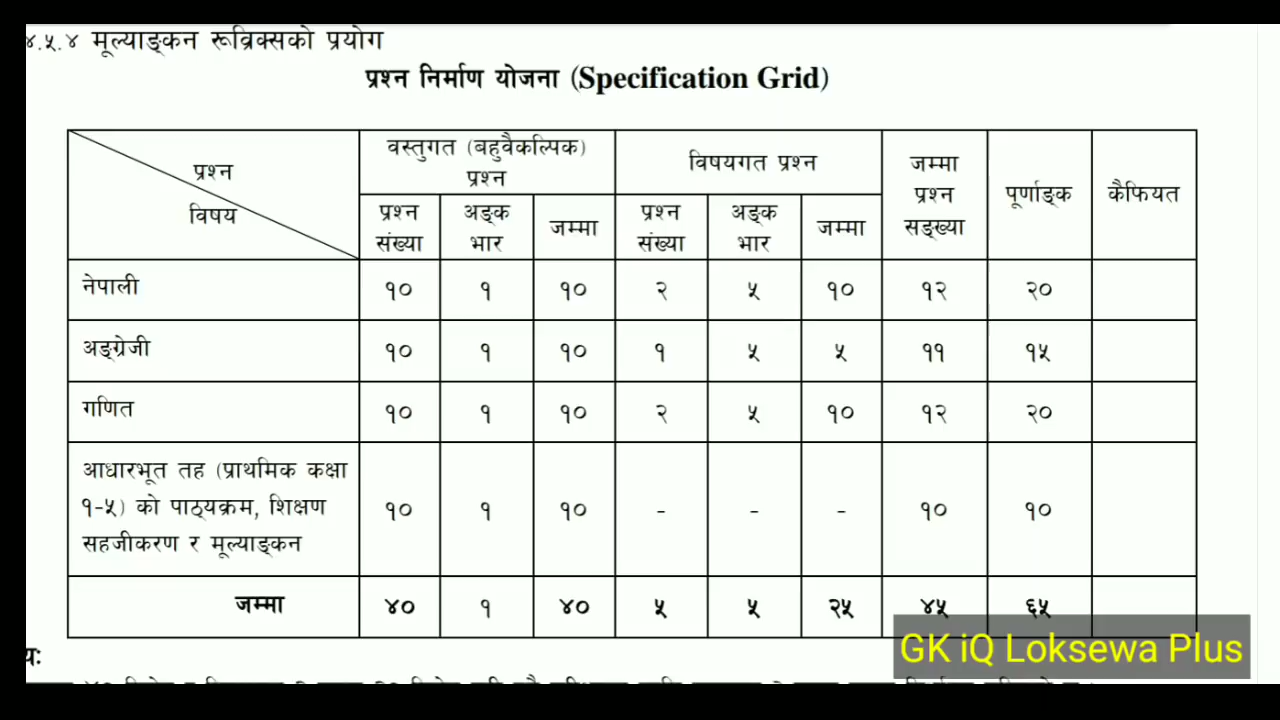 ४.५.४ मूल्याङ्कन रूब्रिक्सको प्रयोग
प्रश्न निर्माण योजना (Specification Grid)
प्रश्न
विषय
वस्तुगत (बहुवैकल्पिक)
प्रश्न
विषयगत प्रश्न
जम्मा
प्रश्न
सङ्ख्या
पूर्णाङ्क
कैफियत
प्रश्न
संख्या
अङ्क
भार
जम्मा
प्रश्न
संख्या
अङ्क
भार
जम्मा
नेपाली १० १ १० २ ५ १० १२ २०
अङ्ग्रेजी १० १ १० १ ५ ५ ११ १५
गणित १० १ १० २ ५ १० १२ २०
आधारभूत तह (प्राथमिक कक्षा
१-५) को पाठ्यक्रम, शिक्षण
सहजीकरण र मूल्याङ्कन
१० १ १० - - - १० १०
जम्मा ४० १ ४० ५ ५ २५ ४५ ६५
GK iQ Loksewa Plus